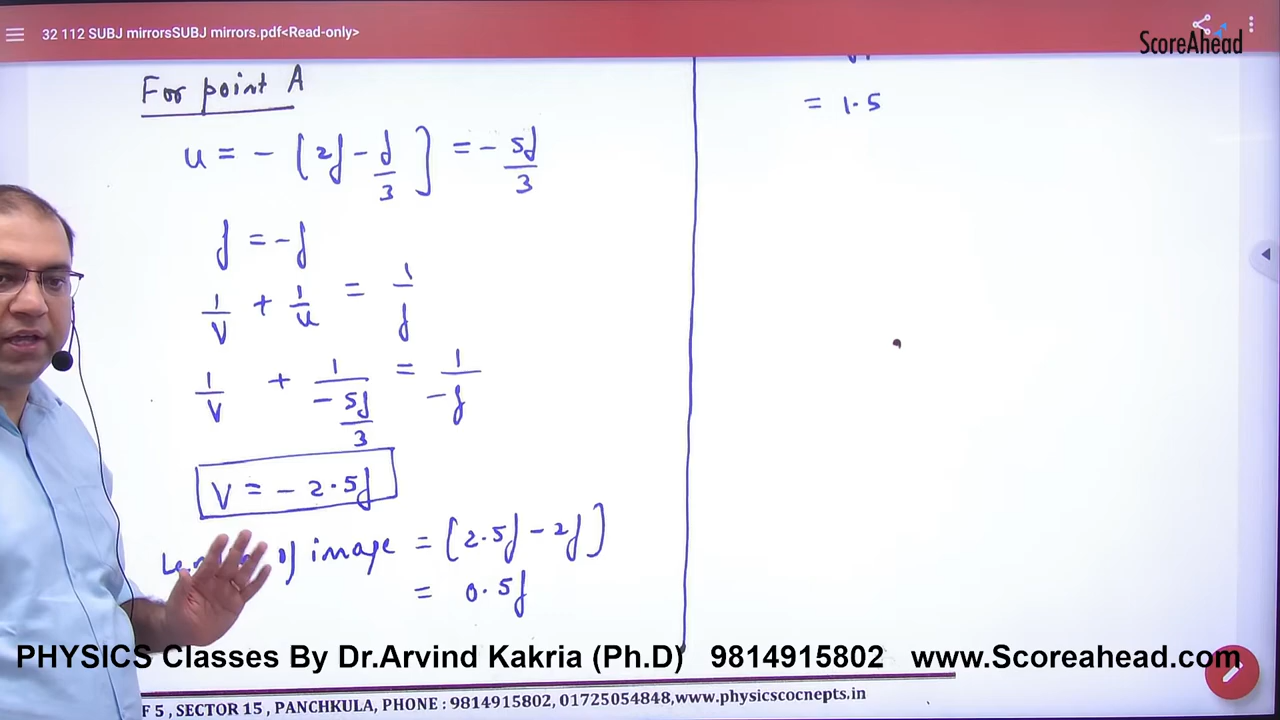 32 112 SUBJ mirrorsSUBJ mirrors.pdf<Read-only>
ScoreAhead
For point A
u = - [2f - f/3] = - 5f/3
f = -f
1/v + 1/u = 1/f
1/v + 1/(- 5f/3) = 1/-f
V = - 2.5f
of image = [2.5f - 2f]
= 0.5f
= 1.5
PHYSICS Classes By Dr.Arvind Kakria (Ph.D) 9814915802 www.Scoreahead.com
F 5 , SECTOR 15 , PANCHKULA, PHONE : 9814915802, 01725054848,www.physicscocnepts.in